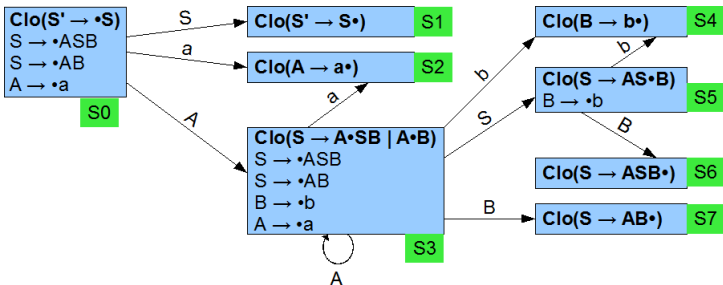 Clo(S' → •S)
S → •ASB
S → •AB
A → •a
S0
S
a
A
Clo(S' → S•)
S1
Clo(A → a•)
S2
a
Clo(S → A•SB | A•B)
S → •ASB
S → •AB
B → •b
A → •a
S3
A
b
S
B
Clo(B → b•)
S4
b
Clo(S → AS•B)
B → •b
S5
B
Clo(S → ASB•)
S6
Clo(S → AB•)
S7